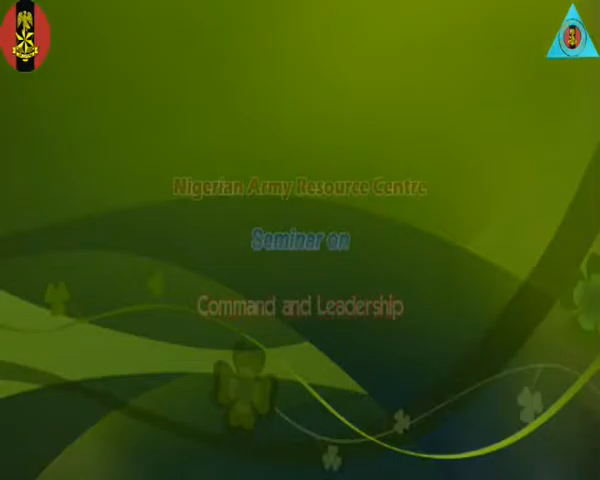 Nigerian Army Resource Centre
Seminar on
Command and Leadership